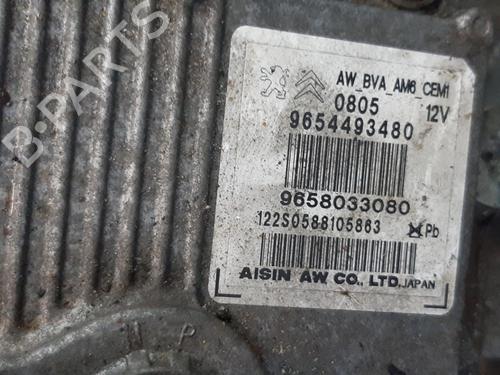 B-PARTS
AW_BVA_AM6_CEM1
0805 12V
9654493480
9658033080
122S0588105863 Pb
AISIN AW CO., LTD. JAPAN
N P